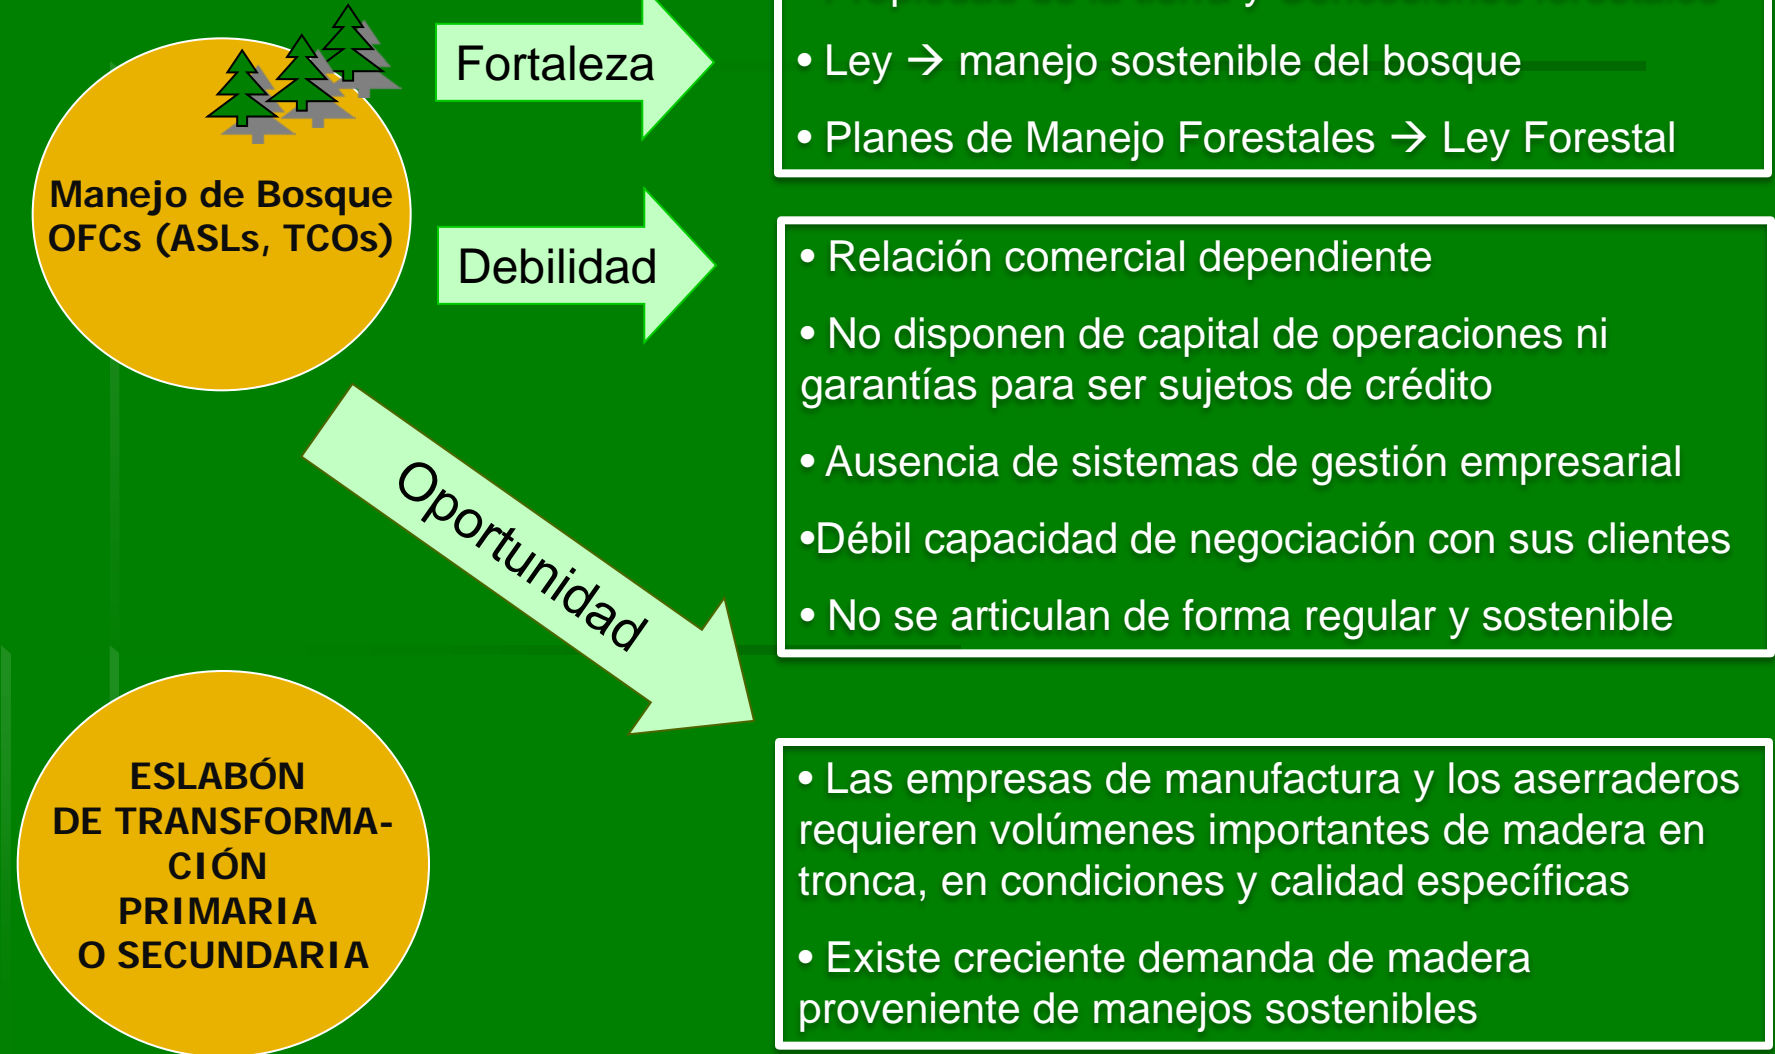 Fortaleza
• Ley → manejo sostenible del bosque
• Planes de Manejo Forestales → Ley Forestal
Manejo de Bosque
OFCs (ASLs, TCOs)
Debilidad
• Relación comercial dependiente
• No disponen de capital de operaciones ni
garantías para ser sujetos de crédito
• Ausencia de sistemas de gestión empresarial
•Débil capacidad de negociación con sus clientes
• No se articulan de forma regular y sostenible
Oportunidad
ESLABÓN
DE TRANSFORMA-
CIÓN
PRIMARIA
O SECUNDARIA
• Las empresas de manufactura y los aserraderos
requieren volúmenes importantes de madera en
tronca, en condiciones y calidad específicas
• Existe creciente demanda de madera
proveniente de manejos sostenibles